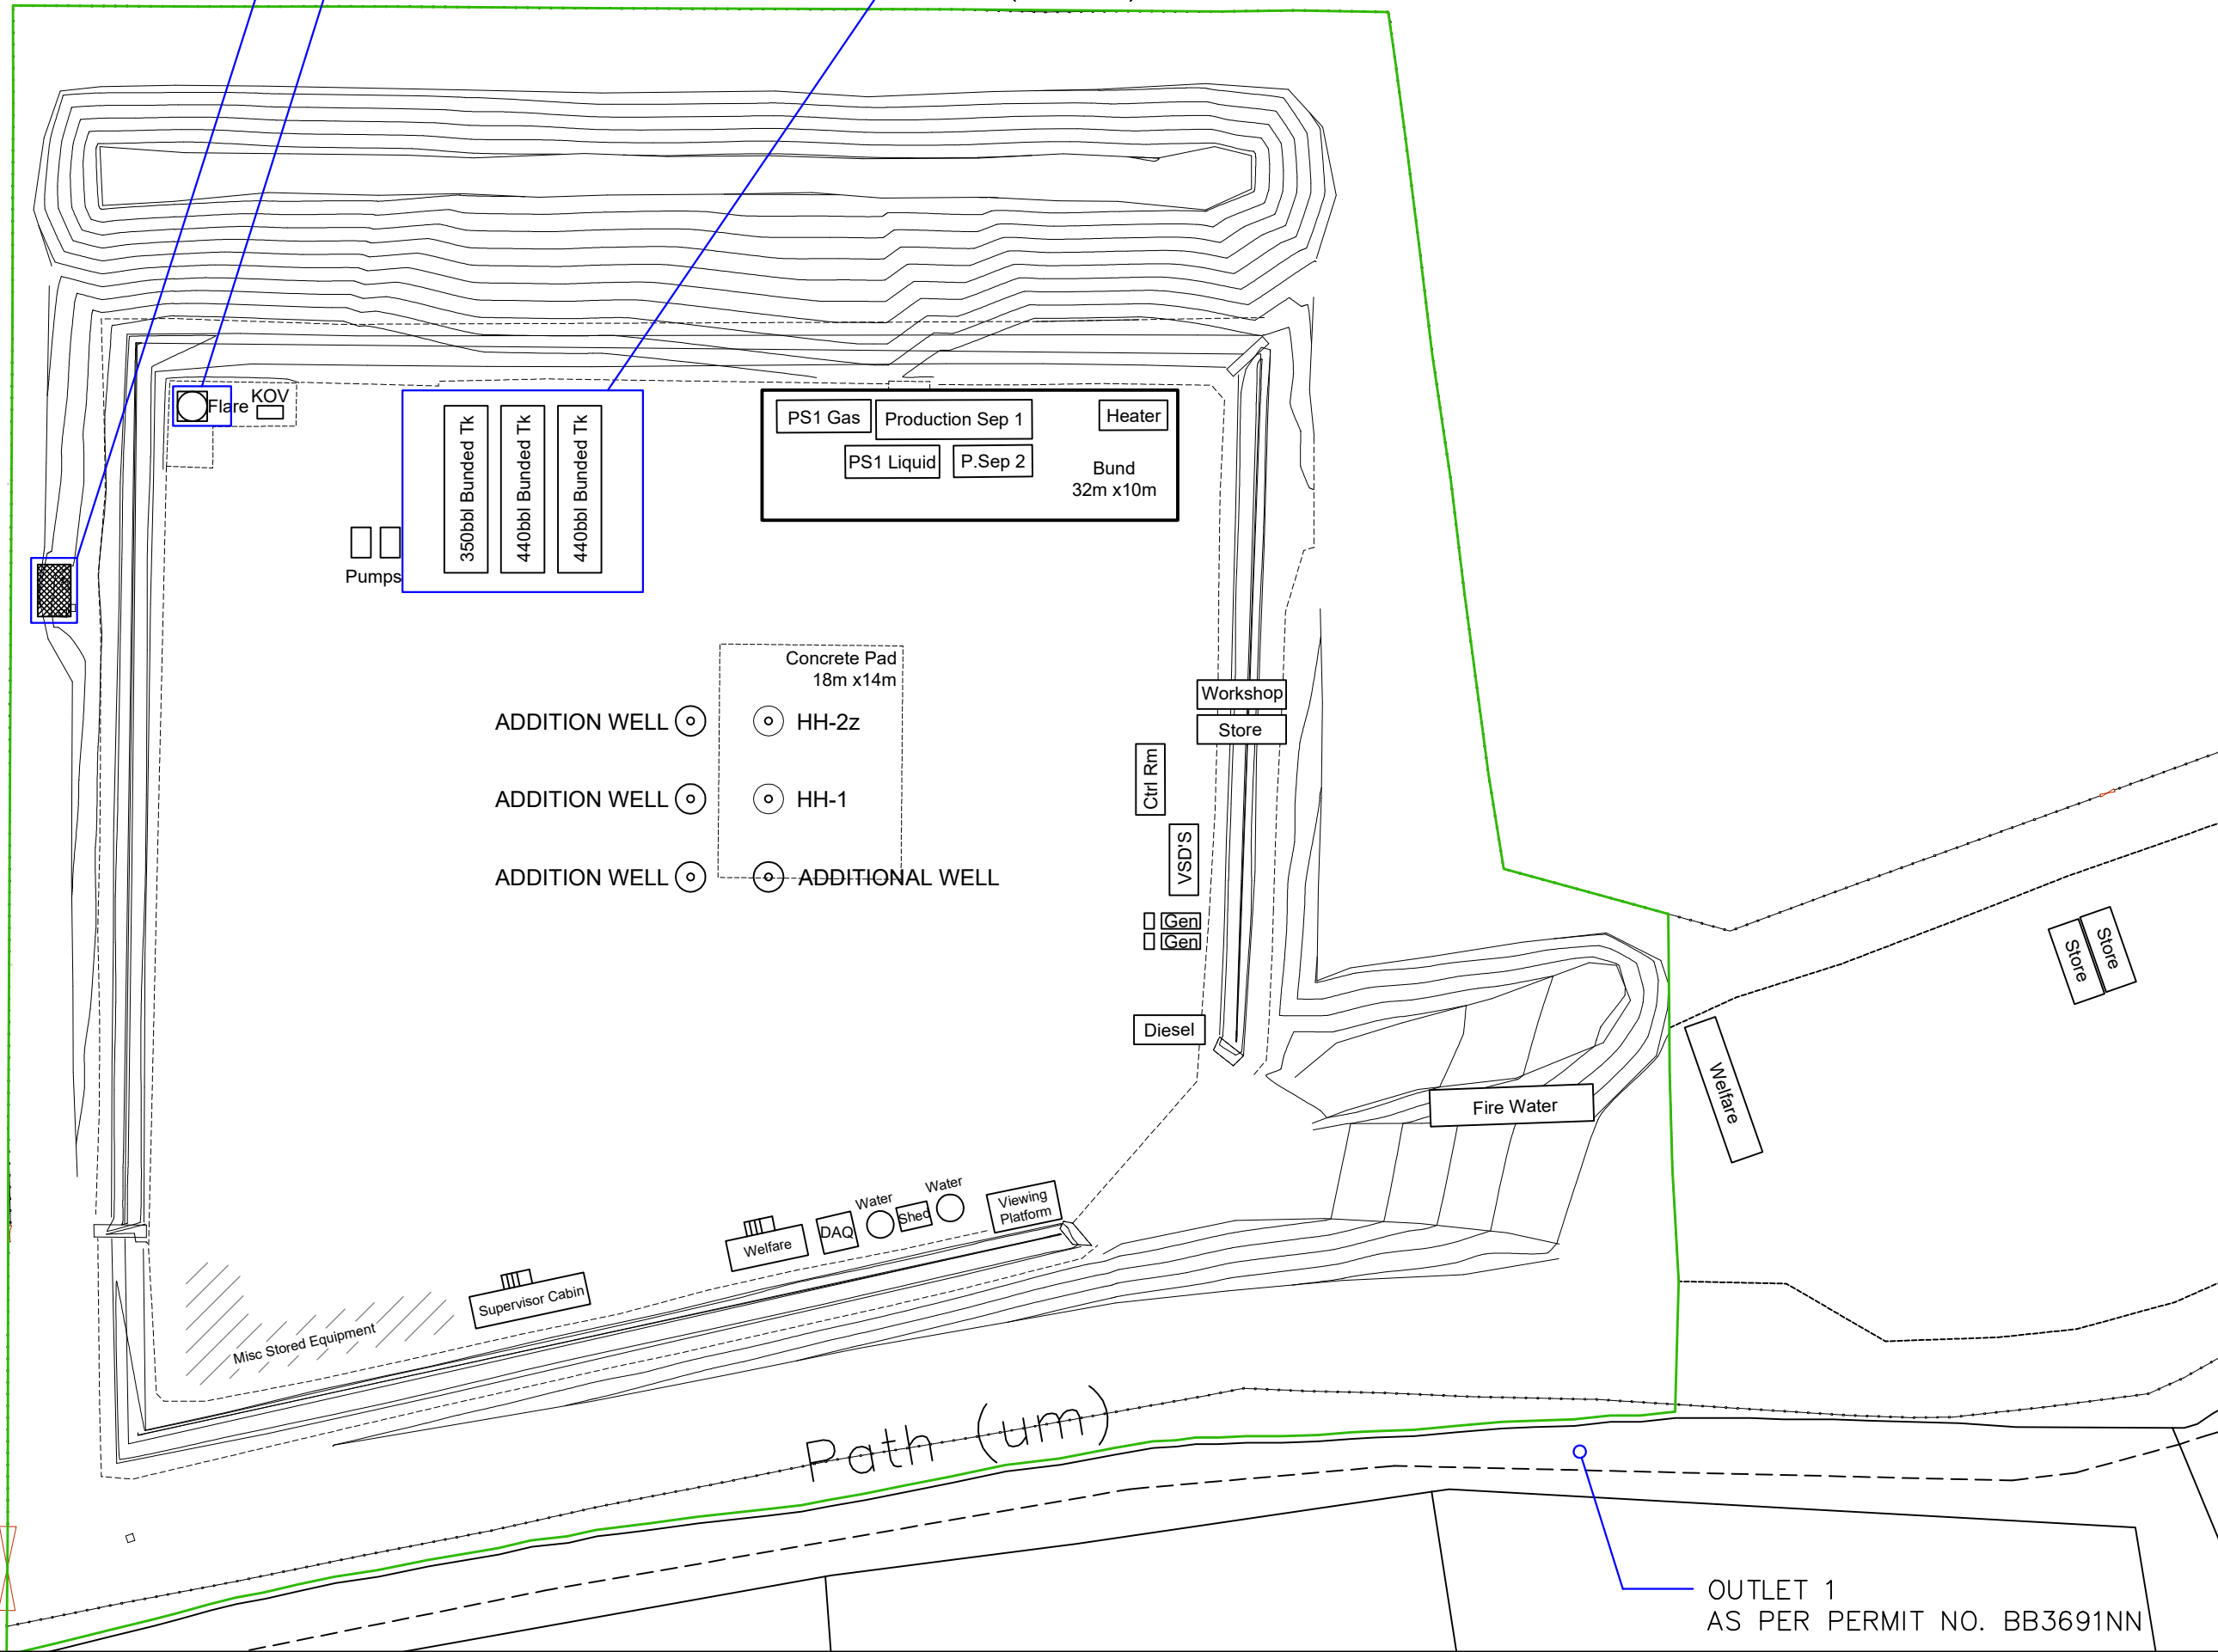 Flare
KOV
350bbl Bunded Tk
440bbl Bunded Tk
440bbl Bunded Tk
Pumps
PS1 Gas
Production Sep 1
Heater
PS1 Liquid
P.Sep 2
Bund
32m x10m
Concrete Pad
18m x14m
ADDITION WELL
HH-2z
ADDITION WELL
HH-1
ADDITION WELL
ADDITIONAL WELL
Workshop
Store
Ctrl Rm
VSD'S
Gen
Gen
Diesel
Fire Water
Store
Store
Welfare
Water
Water
Viewing
Platform
Shed
DAQ
Welfare
Supervisor Cabin
Misc Stored Equipment
Path (um)
OUTLET 1
AS PER PERMIT NO. BB3691NN